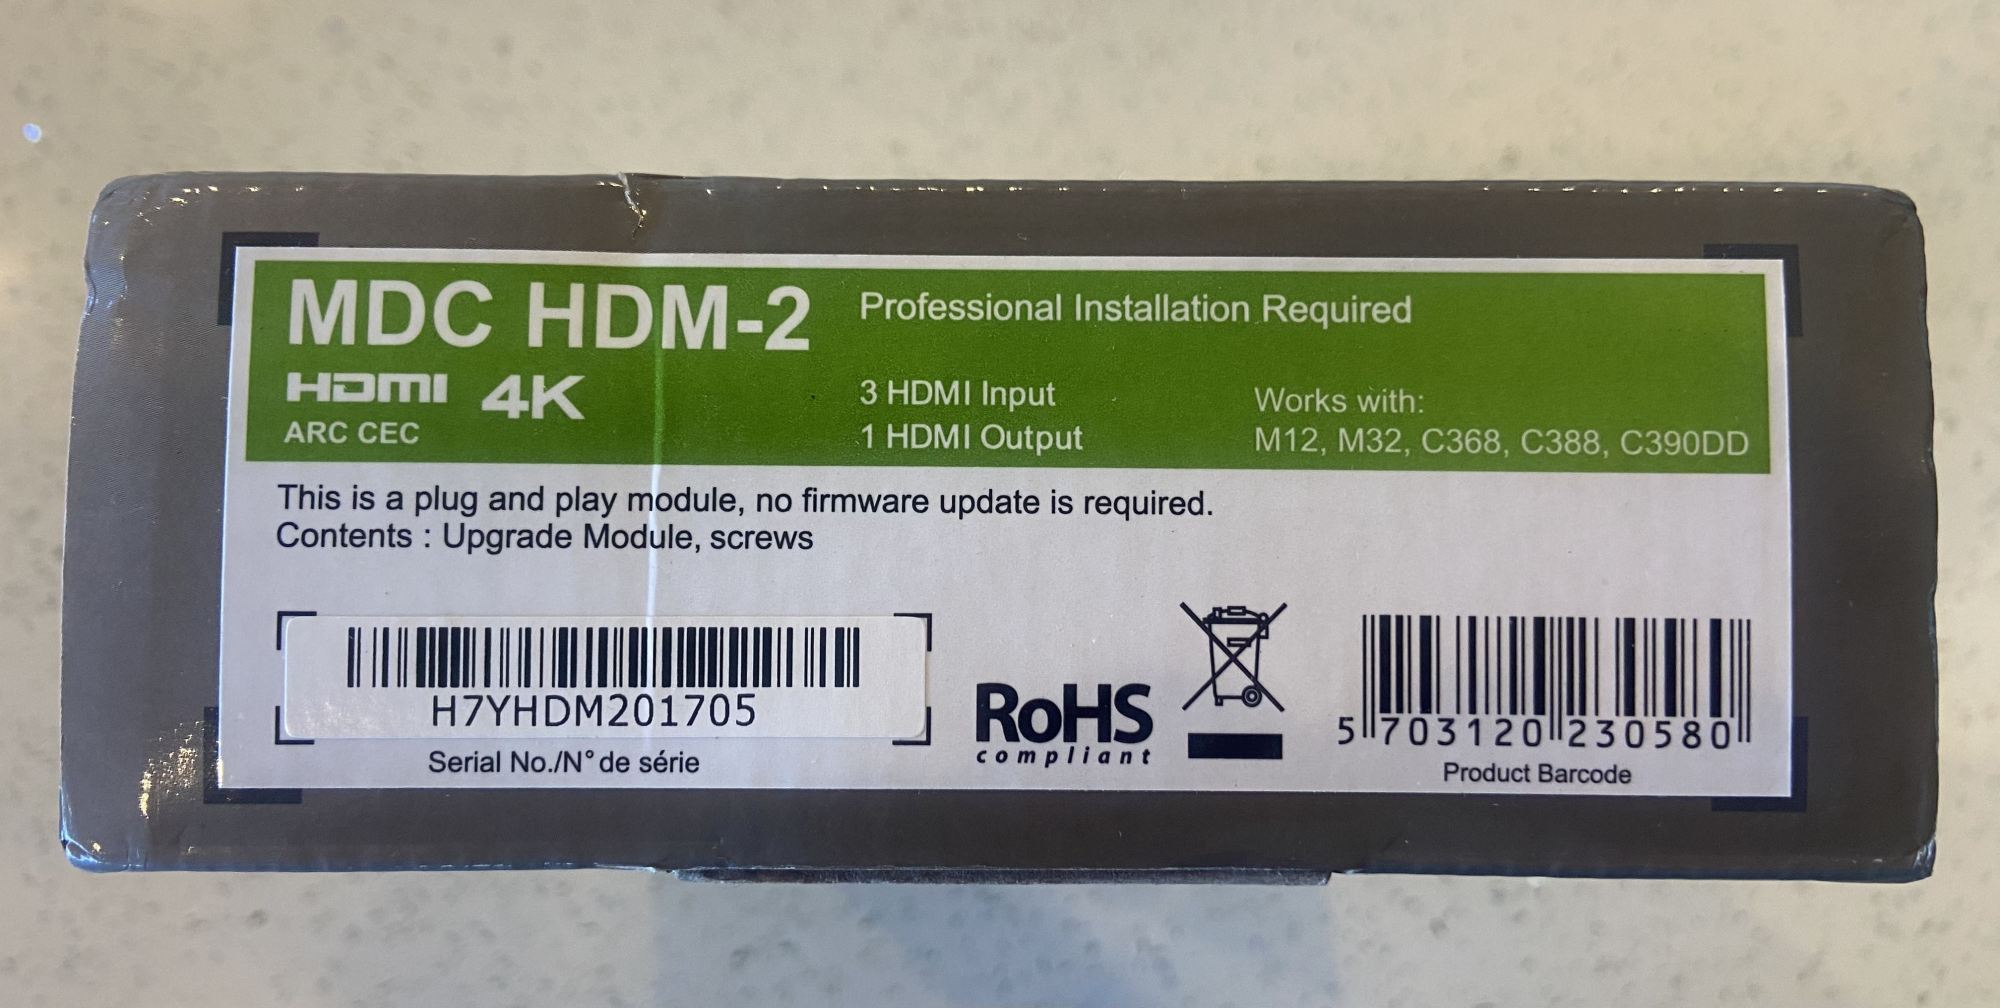 MDC HDM-2
Professional Installation Required
HDMI 4K
ARC CEC
3 HDMI Input
1 HDMI Output
Works with:
M12, M32, C368, C388, C390DD
This is a plug and play module, no firmware update is required.
Contents : Upgrade Module, screws
H7YHDM201705
Serial No./N° de série
RoHS
compliant
5 703120 230580
Product Barcode